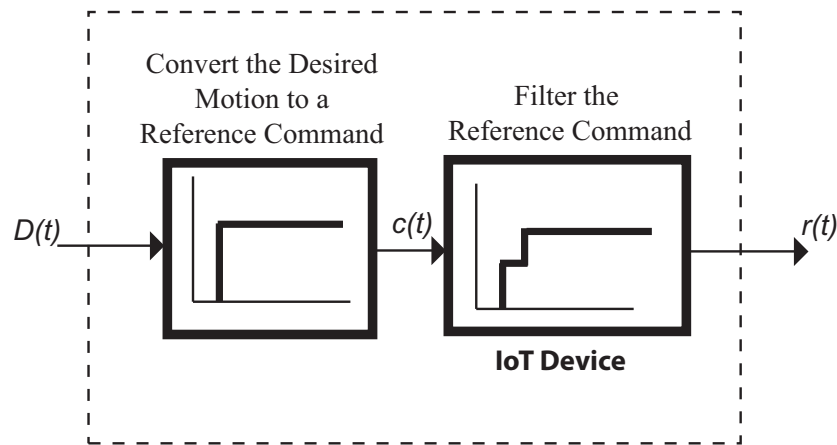 Convert the Desired
Motion to a
Reference Command
Filter the
Reference Command
D(t)
c(t)
r(t)
IoT Device